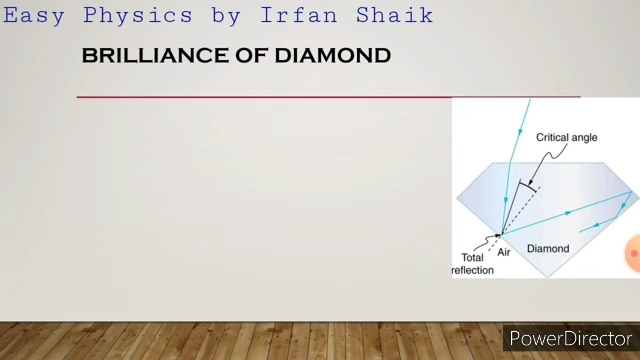 Easy Physics by Irfan Shaik
BRILLIANCE OF DIAMOND
Critical angle
Diamond
Air
Total
reflection
PowerDirector